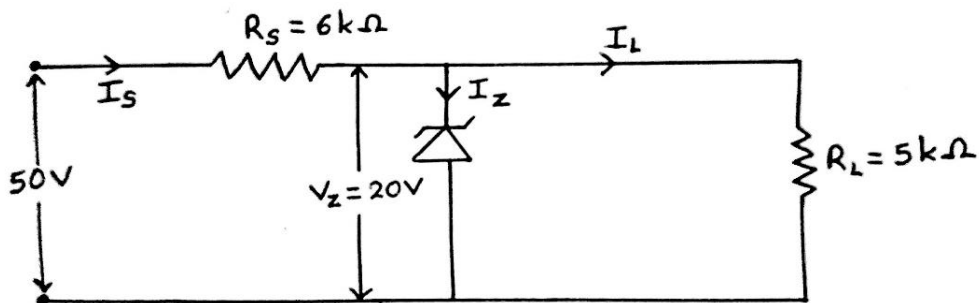 R_S = 6kΩ
I_L
I_S
I_Z
50V
V_Z = 20V
R_L = 5kΩ